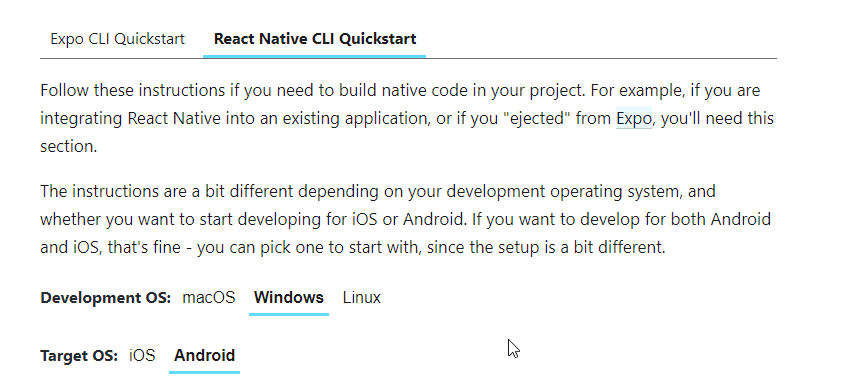 Expo CLI Quickstart React Native CLI Quickstart
Follow these instructions if you need to build native code in your project. For example, if you are
integrating React Native into an existing application, or if you "ejected" from Expo, you'll need this
section.
The instructions are a bit different depending on your development operating system, and
whether you want to start developing for iOS or Android. If you want to develop for both Android
and iOS, that's fine - you can pick one to start with, since the setup is a bit different.
Development OS: macOS Windows Linux
Target OS: iOS Android